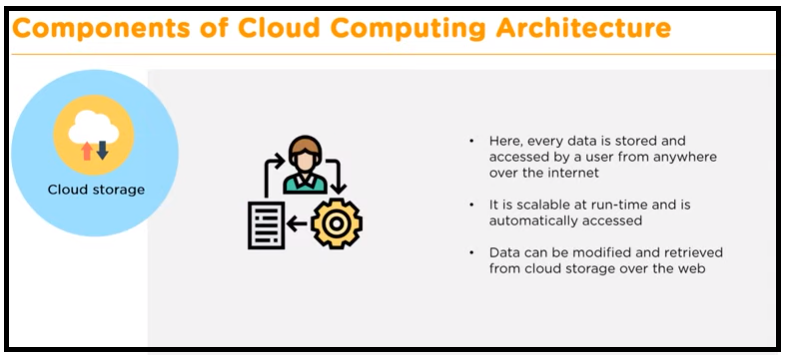 Components of Cloud Computing Architecture
Cloud storage
• Here, every data is stored and
accessed by a user from anywhere
over the internet
• It is scalable at run-time and is
automatically accessed
• Data can be modified and retrieved
from cloud storage over the web